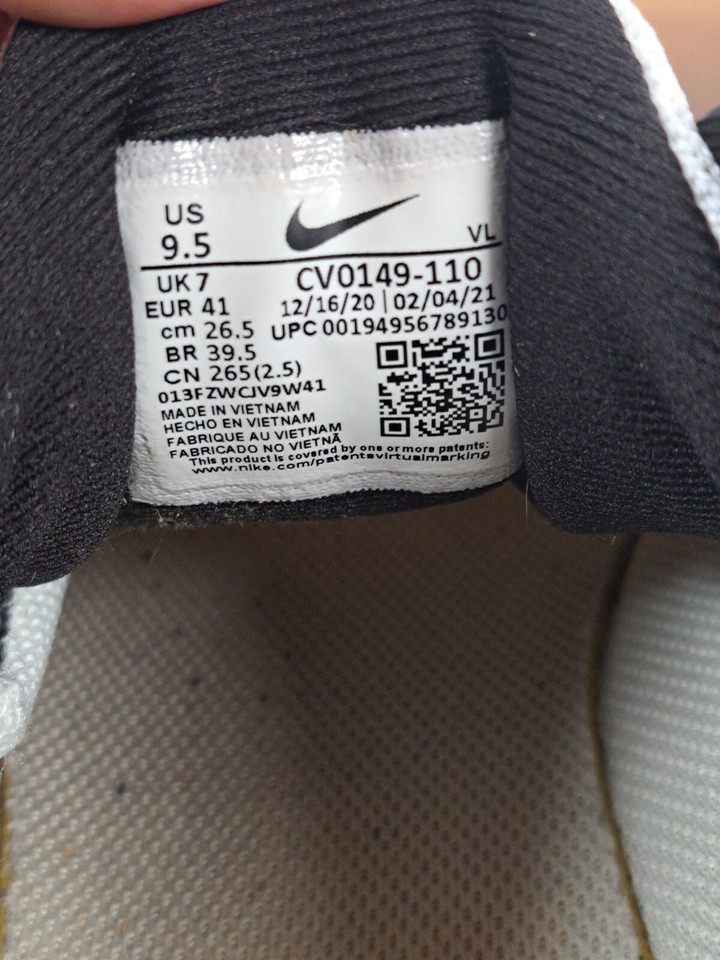 US
9.5
VL
UK 7
CV0149-110
EUR 41
12/16/20 | 02/04/21
cm 26.5
UPC 00194956789130
BR 39.5
CN 265(2.5)
013FZWCJV9W41
MADE IN VIETNAM
HECHO EN VIETNAM
FABRIQUE AU VIETNAM
FABRICADO NO VIETNÃ
This product is covered by one or more patents:
www.nike.com/patentsvirtualmarking